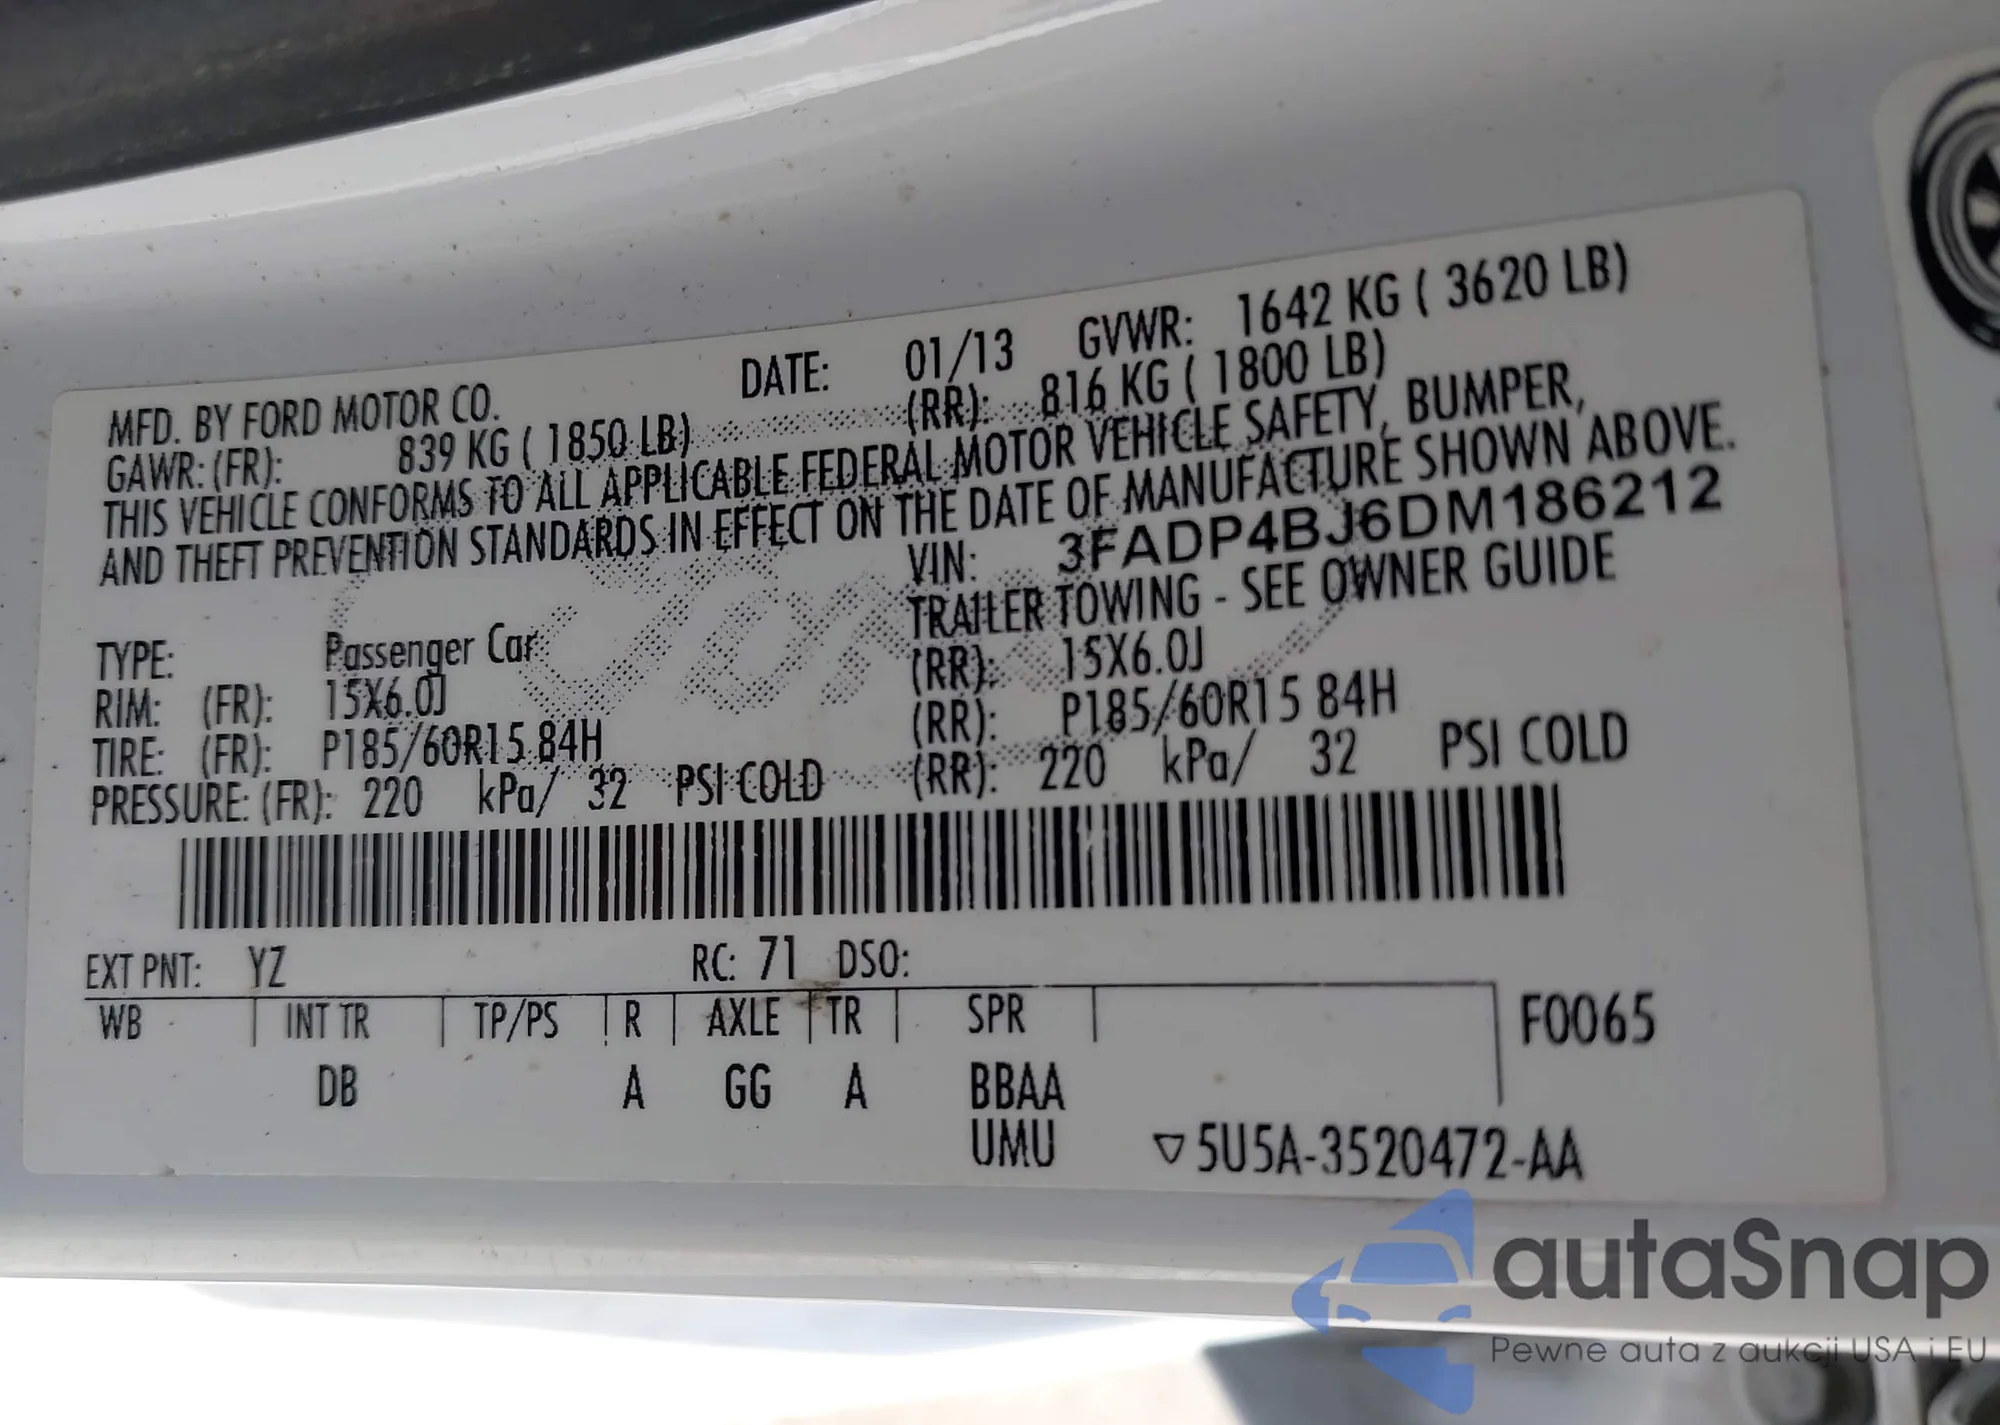 MFD. BY FORD MOTOR CO. DATE: 01/13 GVWR: 1642 KG ( 3620 LB)
GAWR: (FR): 839 KG ( 1850 LB) (RR): 816 KG ( 1800 LB)
THIS VEHICLE CONFORMS TO ALL APPLICABLE FEDERAL MOTOR VEHICLE SAFETY, BUMPER,
AND THEFT PREVENTION STANDARDS IN EFFECT ON THE DATE OF MANUFACTURE SHOWN ABOVE.
VIN: 3FADP4BJ6DM186212
TYPE: Passenger Car TRAILER TOWING - SEE OWNER GUIDE
RIM: (FR): 15X6.0J (RR): 15X6.0J
TIRE: (FR): P185/60R15 84H (RR): P185/60R15 84H
PRESSURE: (FR): 220 kPa/ 32 PSI COLD (RR): 220 kPa/ 32 PSI COLD
EXT PNT: YZ RC: 71 DSO:
WB INT TR TP/PS R AXLE TR SPR F0065
DB A GG A BBAA
UMU ▽5U5A-3520472-AA
autaSnap
Pewne auta z aukcji USA i EU